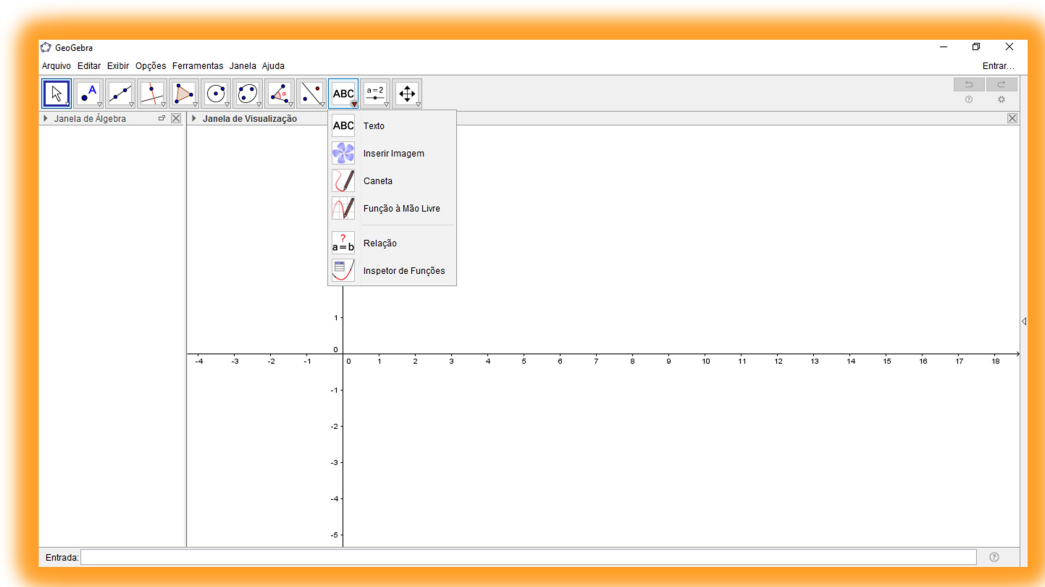 GeoGebra
Arquivo Editar Exibir Opções Ferramentas Janela Ajuda Entrar...
A α ABC a=2
Janela de Álgebra Janela de Visualização
ABC Texto
Inserir Imagem
Caneta
Função à Mão Livre
? a=b Relação
Inspetor de Funções
1
0
-4 -3 -2 -1 0 1 2 3 4 5 6 7 8 9 10 11 12 13 14 15 16 17 18
-1
-2
-3
-4
-5
Entrada: